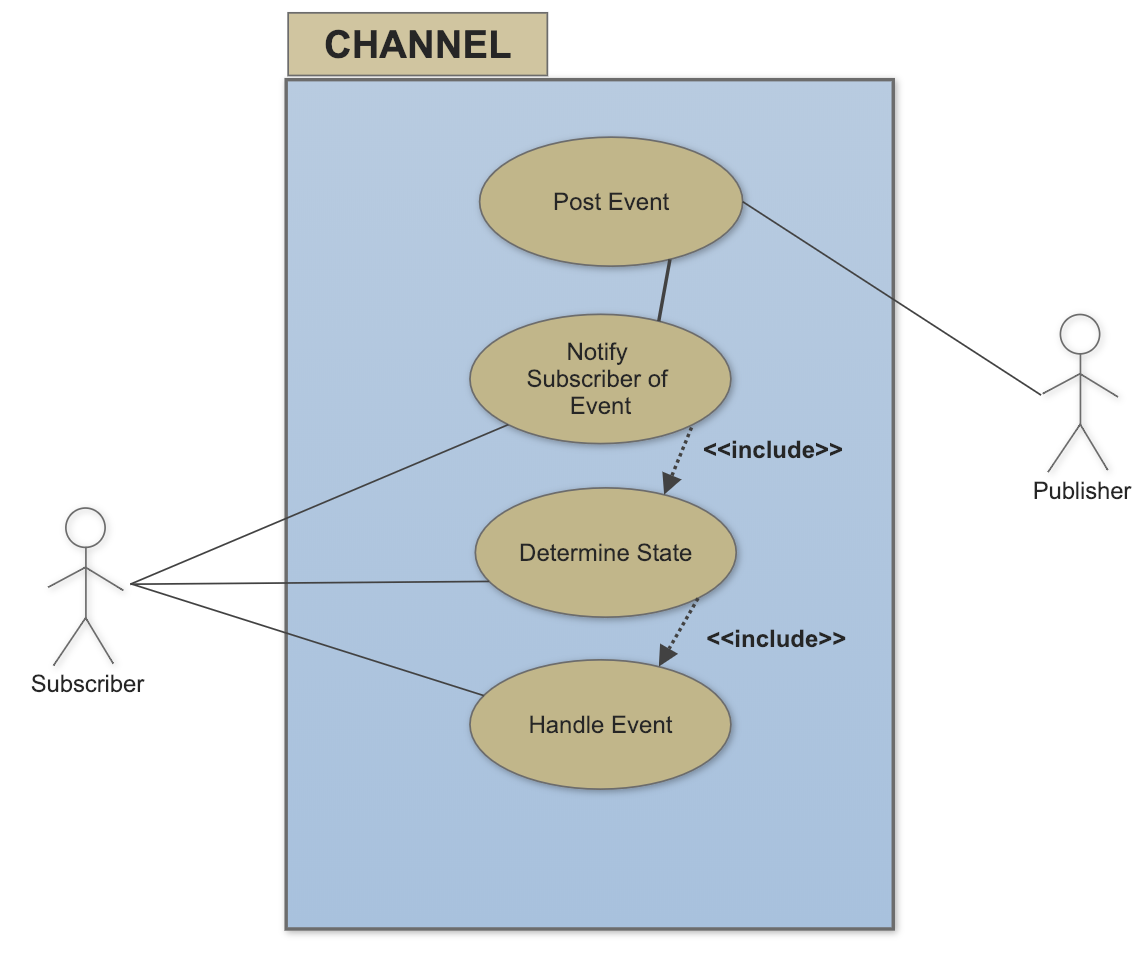 CHANNEL
Post Event
Notify
Subscriber of
Event
<<include>>
Publisher
Determine State
<<include>>
Subscriber
Handle Event